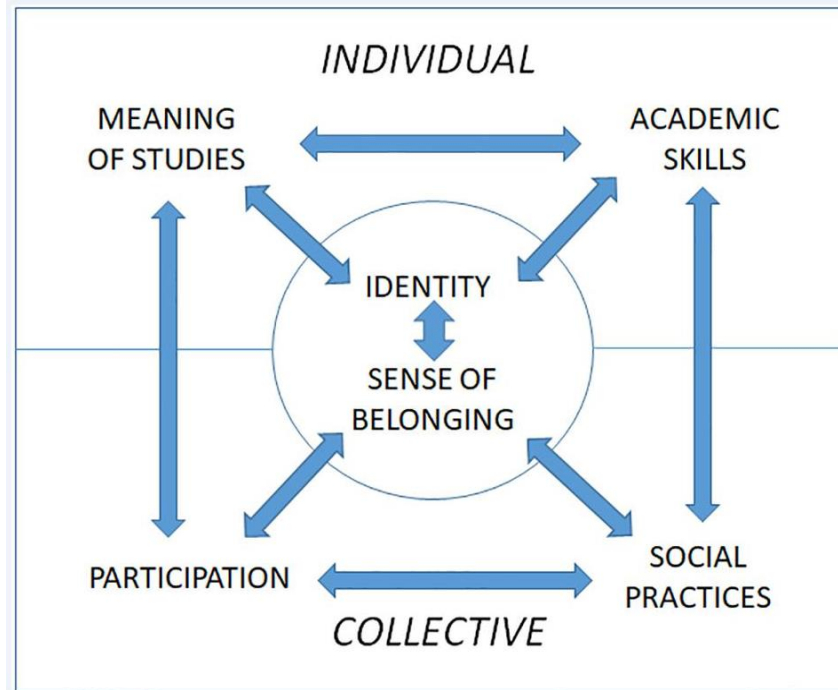 INDIVIDUAL
MEANING
OF STUDIES
ACADEMIC
SKILLS
IDENTITY
SENSE OF
BELONGING
PARTICIPATION
SOCIAL
PRACTICES
COLLECTIVE